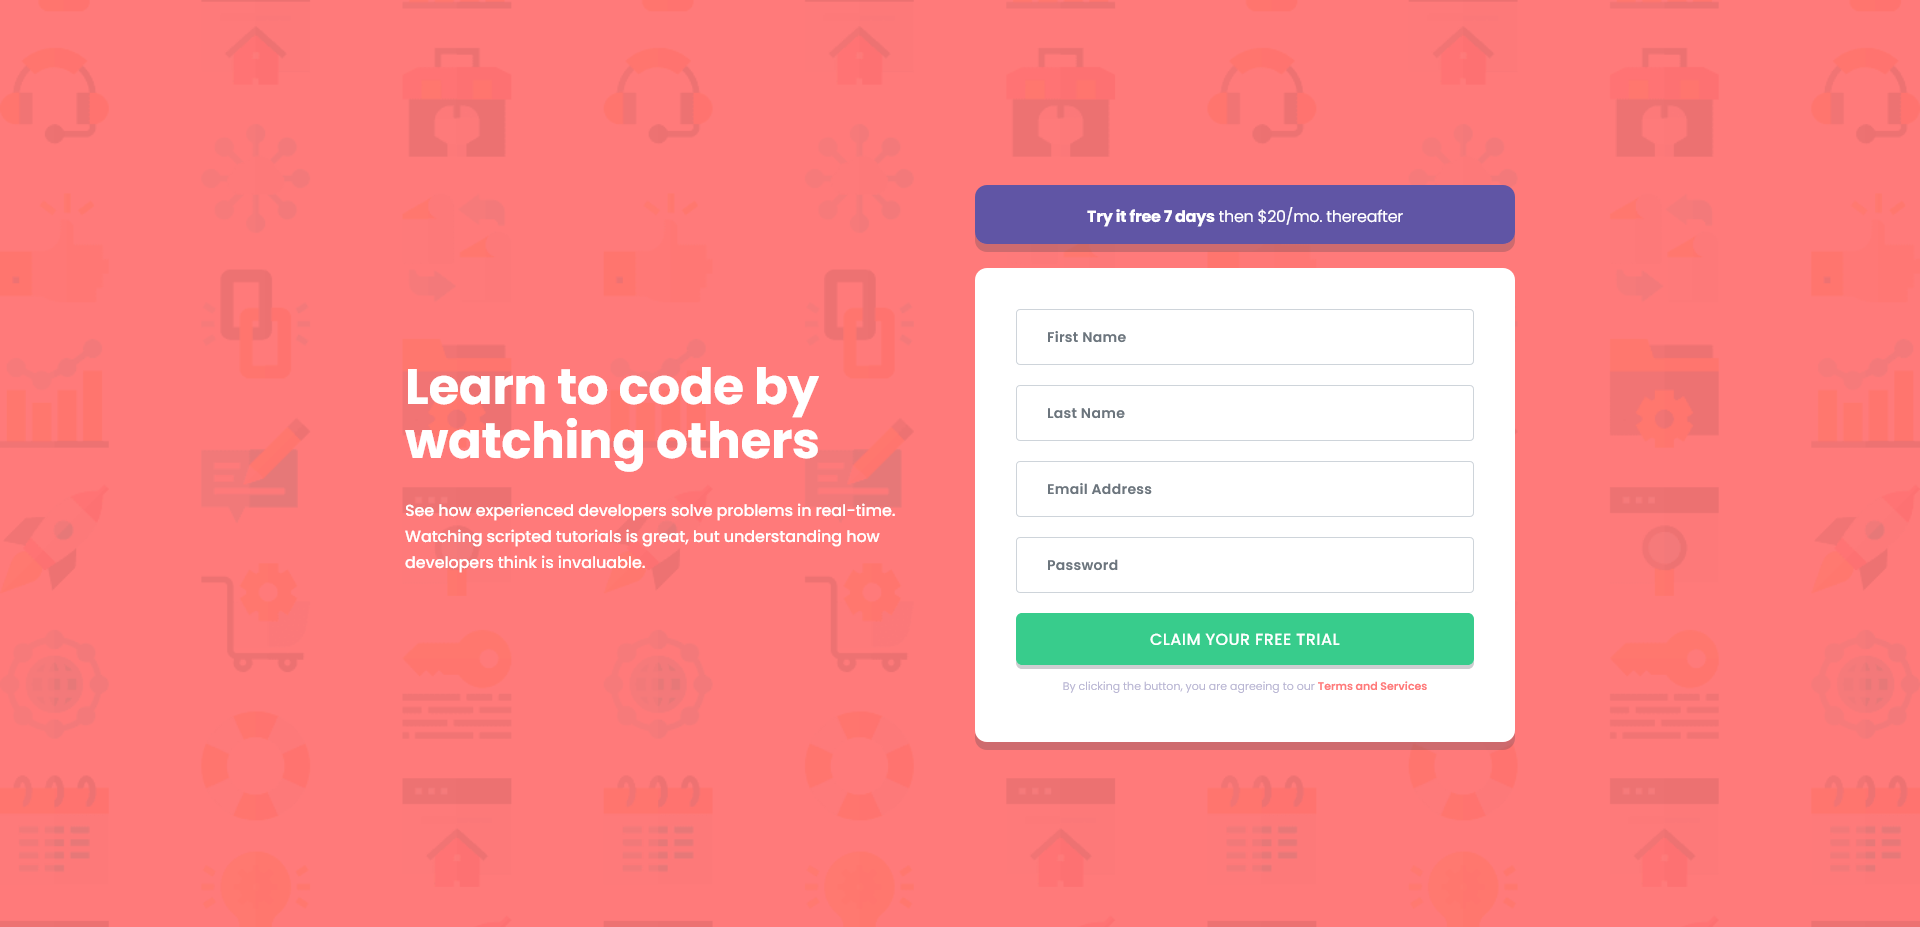 Learn to code by
watching others
See how experienced developers solve problems in real-time.
Watching scripted tutorials is great, but understanding how
developers think is invaluable.
Try it free 7 days then $20/mo. thereafter
First Name
Last Name
Email Address
Password
CLAIM YOUR FREE TRIAL
By clicking the button, you are agreeing to our Terms and Services